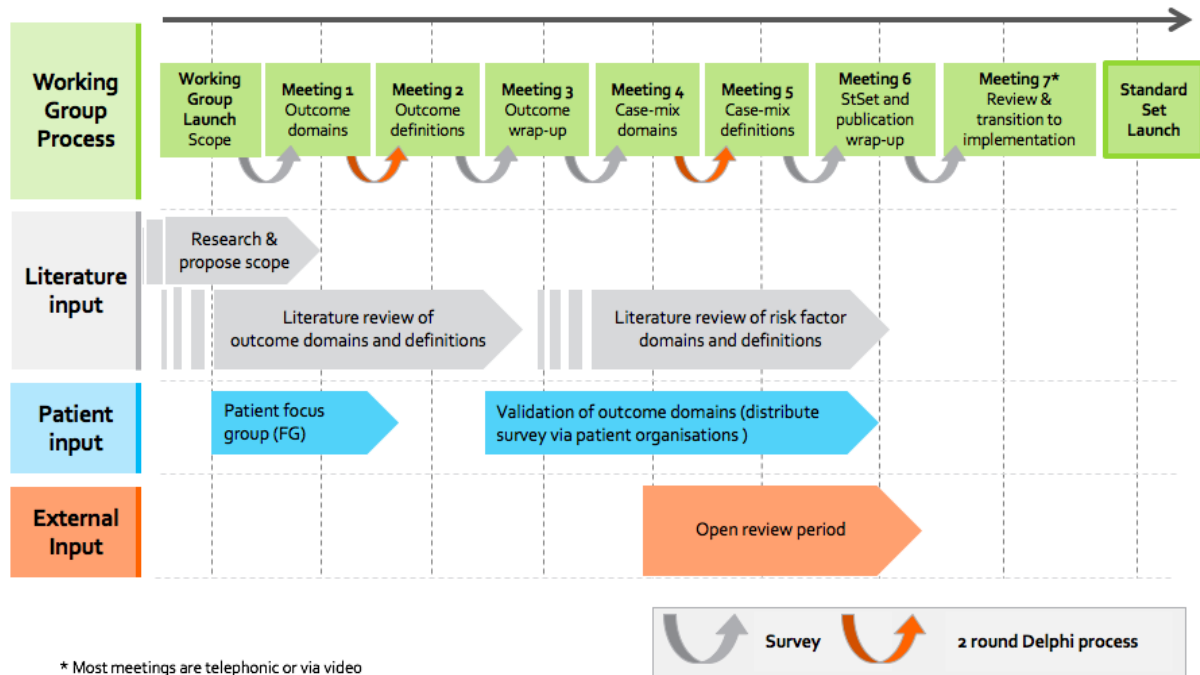 Working
Group
Process
Working
Group
Launch
Scope
Meeting 1
Outcome
domains
Meeting 2
Outcome
definitions
Meeting 3
Outcome
wrap-up
Meeting 4
Case-mix
domains
Meeting 5
Case-mix
definitions
Meeting 6
StSet and
publication
wrap-up
Meeting 7*
Review &
transition to
implementation
Standard
Set
Launch
Literature
input
Research &
propose scope
Literature review of
outcome domains and definitions
Literature review of risk factor
domains and definitions
Patient
input
Patient focus
group (FG)
Validation of outcome domains (distribute
survey via patient organisations )
External
Input
Open review period
Survey
2 round Delphi process
* Most meetings are telephonic or via video